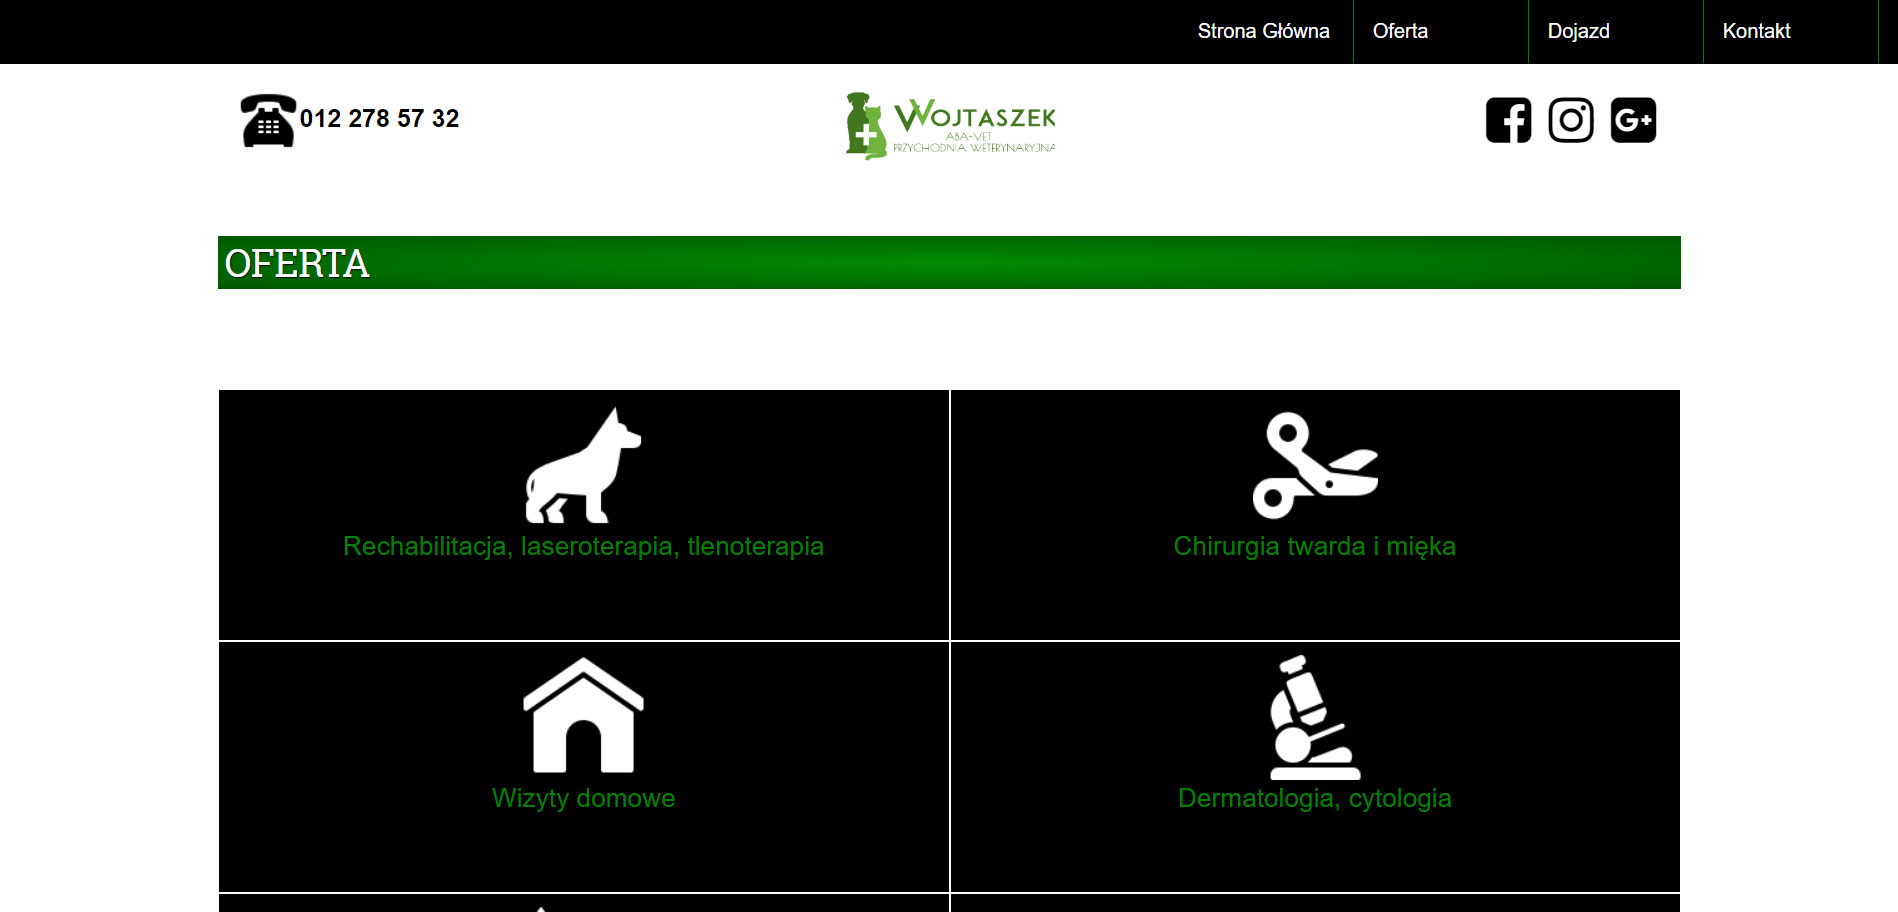 Strona Główna
Oferta
Dojazd
Kontakt
012 278 57 32
WOJTASZEK
ABA-VET
PRZYCHODNIA WETERYNARYJNA
G+
OFERTA
Rechabilitacja, laseroterapia, tlenoterapia
Chirurgia twarda i mięka
Wizyty domowe
Dermatologia, cytologia